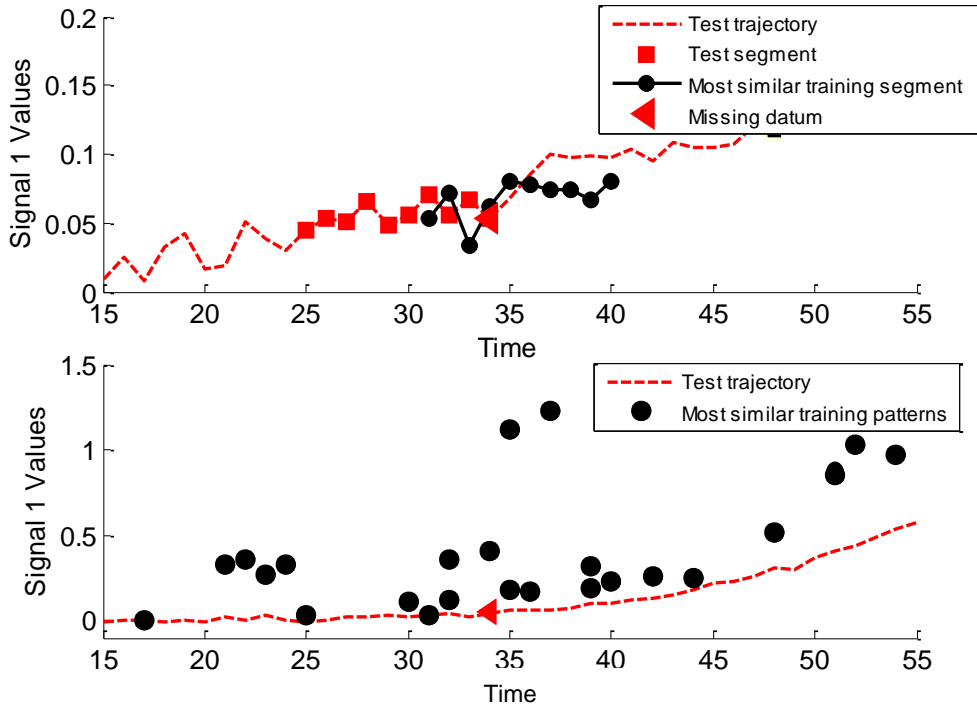 0.2
0.15
0.1
0.05
0
Signal 1 Values
Test trajectory
Test segment
Most similar training segment
Missing datum
15 20 25 30 35 40 45 50 55
Time
1.5
1
0.5
0
Signal 1 Values
Test trajectory
Most similar training patterns
15 20 25 30 35 40 45 50 55
Time